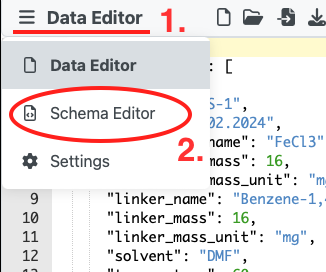 Data Editor 1.
Data Editor : [
Schema Editor S-1",
02.2024",
name": "FeCl3"
2. mass": 16,
Settings mass_unit": "m
9 "linker_name": "Benzene-1,4
10 "linker_mass": 16,
11 "linker_mass_unit": "mg",
12 "solvent": "DMF",